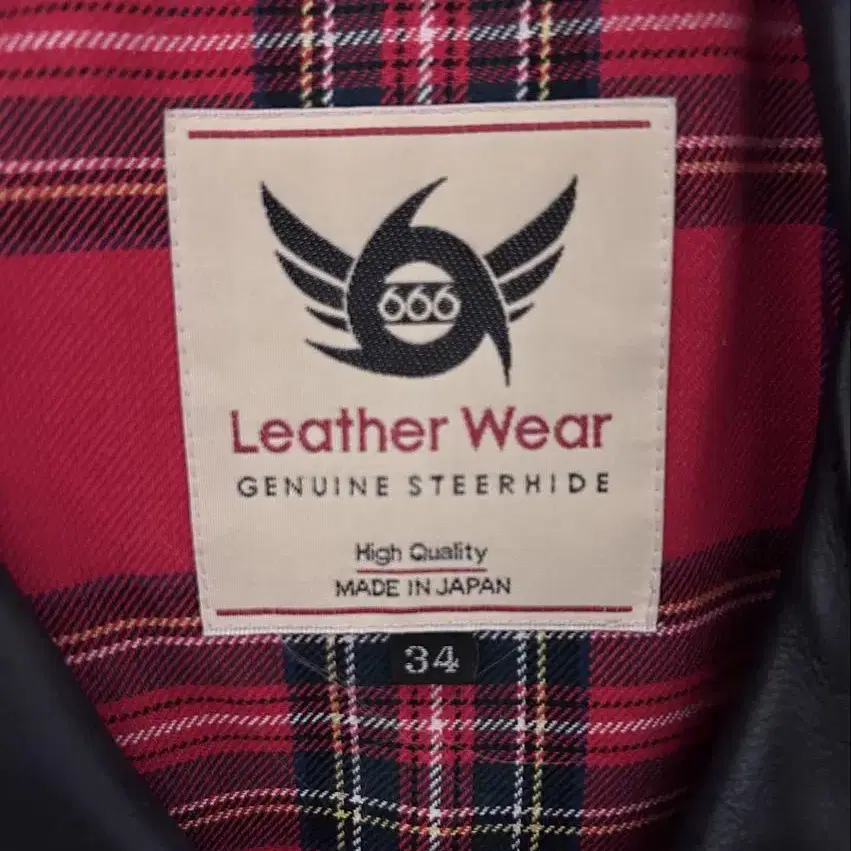 666
Leather Wear
GENUINE STEERHIDE
High Quality
MADE IN JAPAN
34